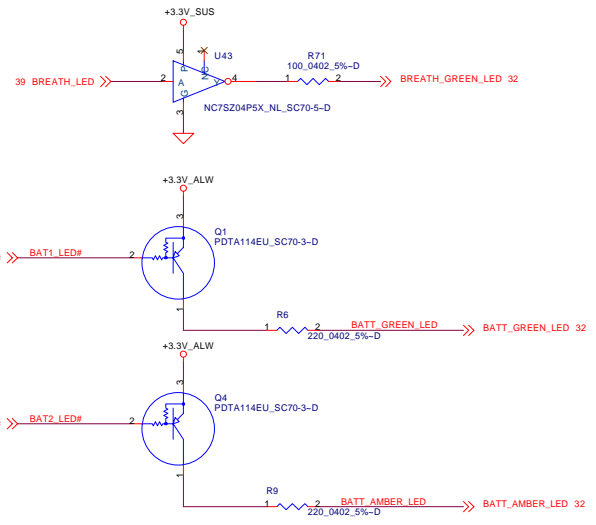 +3.3V_SUS
U43
R71
100_0402_5%~D
5
P
NC
1
39 BREATH_LED
2
A
Y
4
1
2
BREATH_GREEN_LED 32
G
3
NC7SZ04P5X_NL_SC70-5~D
+3.3V_ALW
3
Q1
PDTA114EU_SC70-3~D
BAT1_LED#
2
1
R6
1
2
BATT_GREEN_LED
BATT_GREEN_LED 32
220_0402_5%~D
+3.3V_ALW
3
Q4
PDTA114EU_SC70-3~D
BAT2_LED#
2
1
R9
1
2
BATT_AMBER_LED
BATT_AMBER_LED 32
220_0402_5%~D